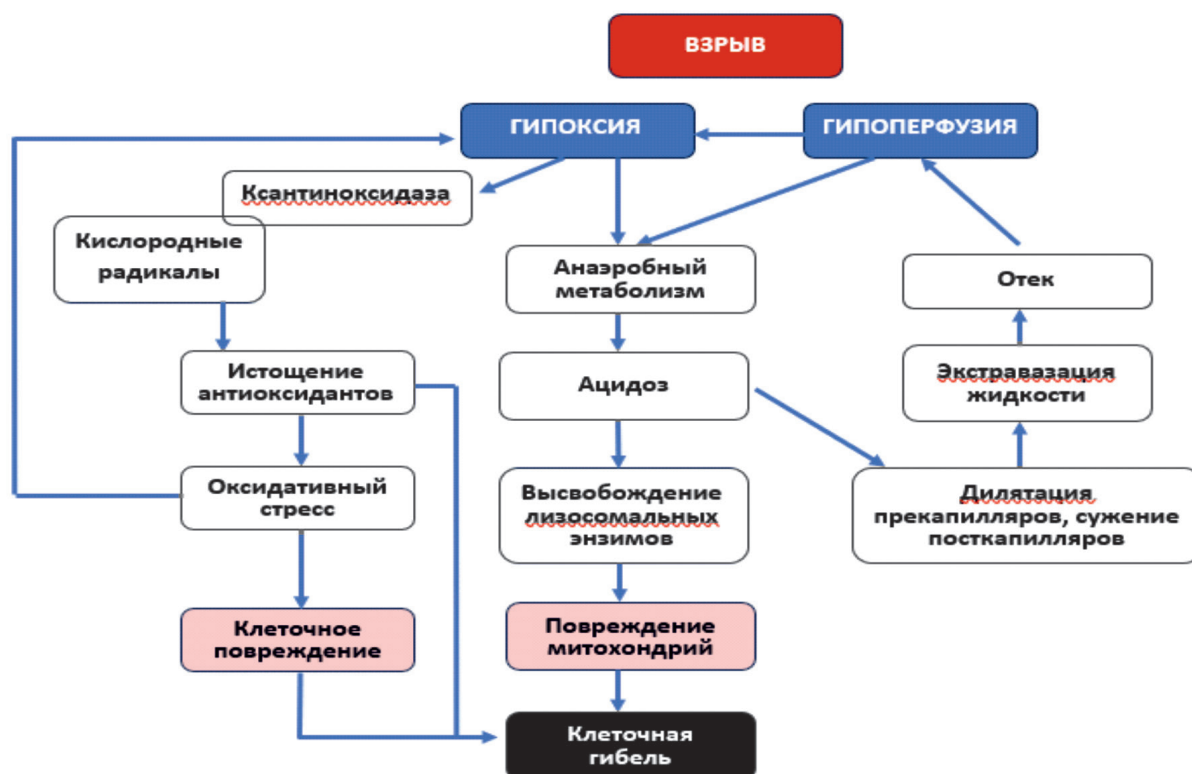 ВЗРЫВ
ГИПОКСИЯ
ГИПОПЕРФУЗИЯ
Ксантиноксидаза
Кислородные
радикалы
Анаэробный
метаболизм
Отек
Истощение
антиоксидантов
Ацидоз
Экстравазация
жидкости
Оксидативный
стресс
Высвобождение
лизосомальных
энзимов
Дилятация
прекапилляров, сужение
посткапилляров
Клеточное
повреждение
Повреждение
митохондрий
Клеточная
гибель